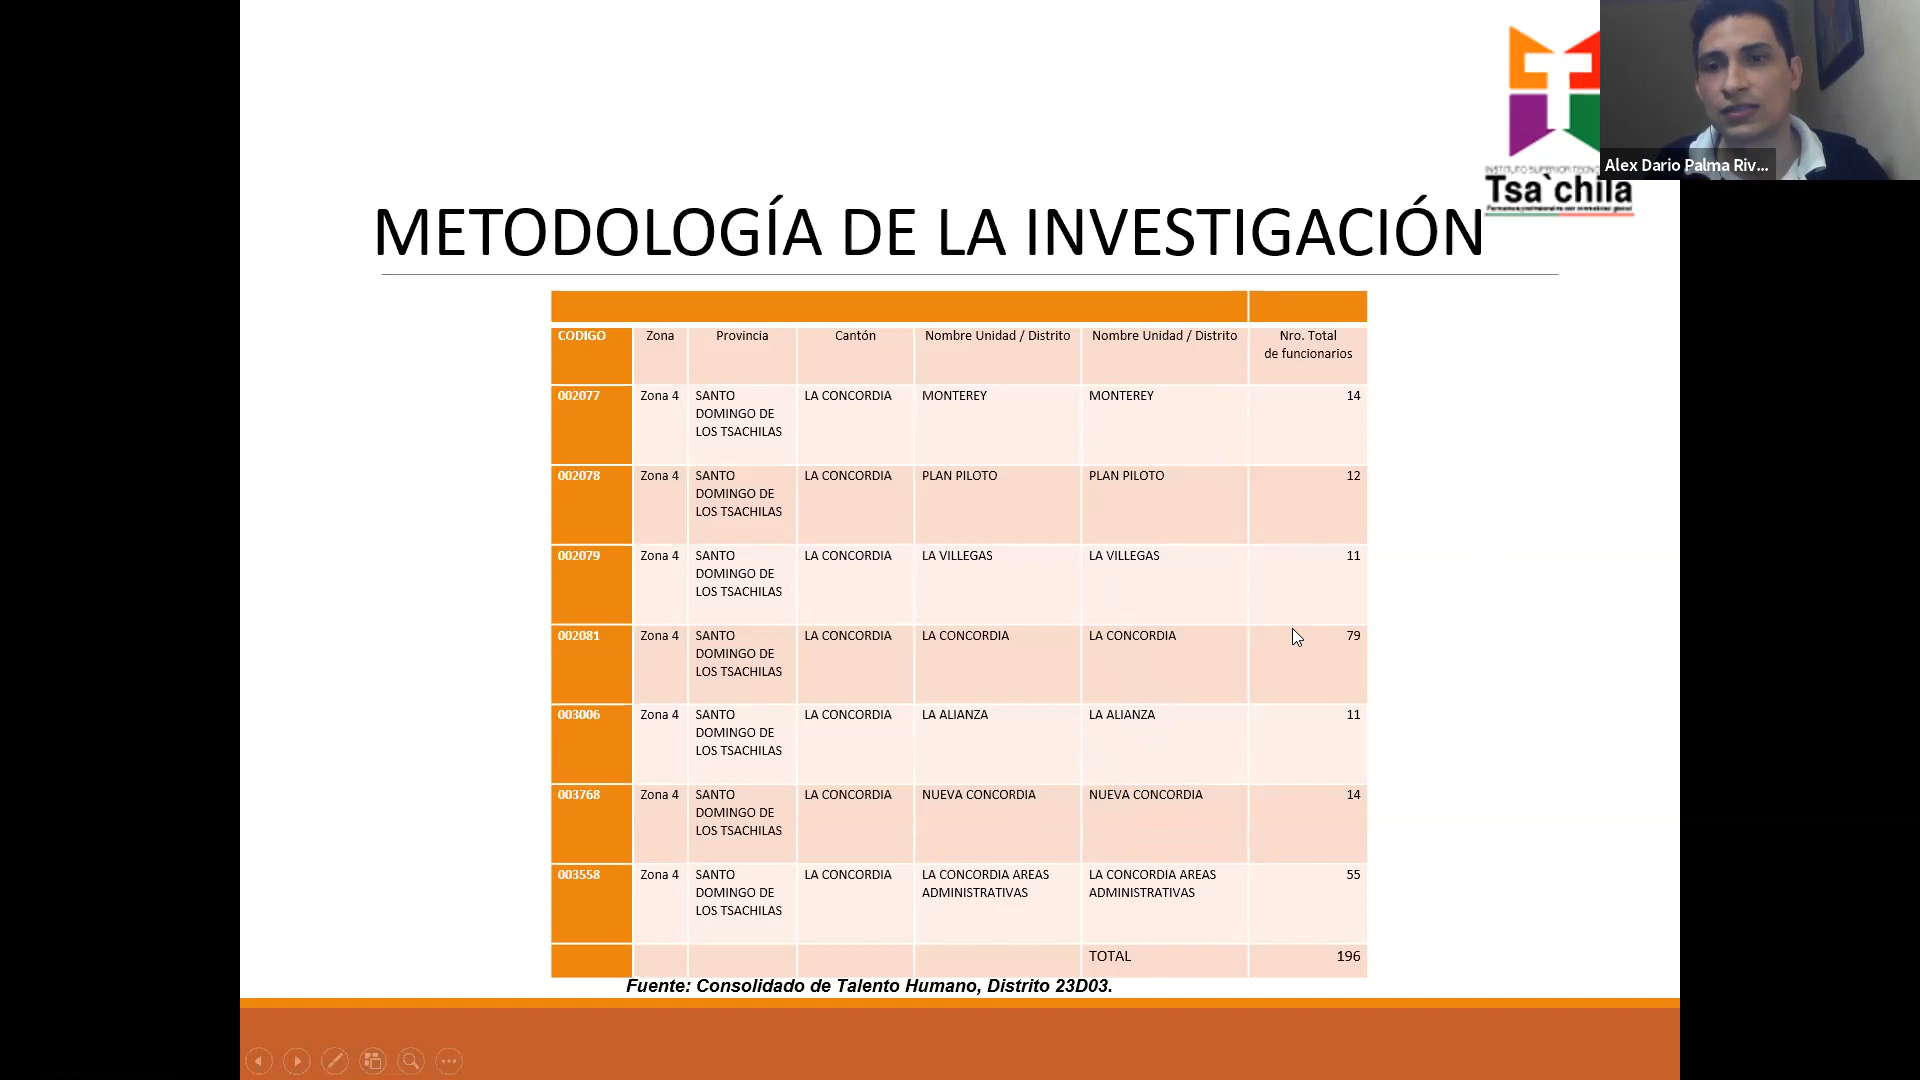 Alex Dario Palma Riv...
Tsa`chila
METODOLOGÍA DE LA INVESTIGACIÓN
CODIGO Zona Provincia Cantón Nombre Unidad / Distrito Nombre Unidad / Distrito Nro. Total
de funcionarios
002077 Zona 4 SANTO LA CONCORDIA MONTEREY MONTEREY 14
DOMINGO DE
LOS TSACHILAS
002078 Zona 4 SANTO LA CONCORDIA PLAN PILOTO PLAN PILOTO 12
DOMINGO DE
LOS TSACHILAS
002079 Zona 4 SANTO LA CONCORDIA LA VILLEGAS LA VILLEGAS 11
DOMINGO DE
LOS TSACHILAS
002081 Zona 4 SANTO LA CONCORDIA LA CONCORDIA LA CONCORDIA 79
DOMINGO DE
LOS TSACHILAS
003006 Zona 4 SANTO LA CONCORDIA LA ALIANZA LA ALIANZA 11
DOMINGO DE
LOS TSACHILAS
003768 Zona 4 SANTO LA CONCORDIA NUEVA CONCORDIA NUEVA CONCORDIA 14
DOMINGO DE
LOS TSACHILAS
003558 Zona 4 SANTO LA CONCORDIA LA CONCORDIA AREAS LA CONCORDIA AREAS 55
DOMINGO DE ADMINISTRATIVAS ADMINISTRATIVAS
LOS TSACHILAS
TOTAL 196
Fuente: Consolidado de Talento Humano, Distrito 23D03.